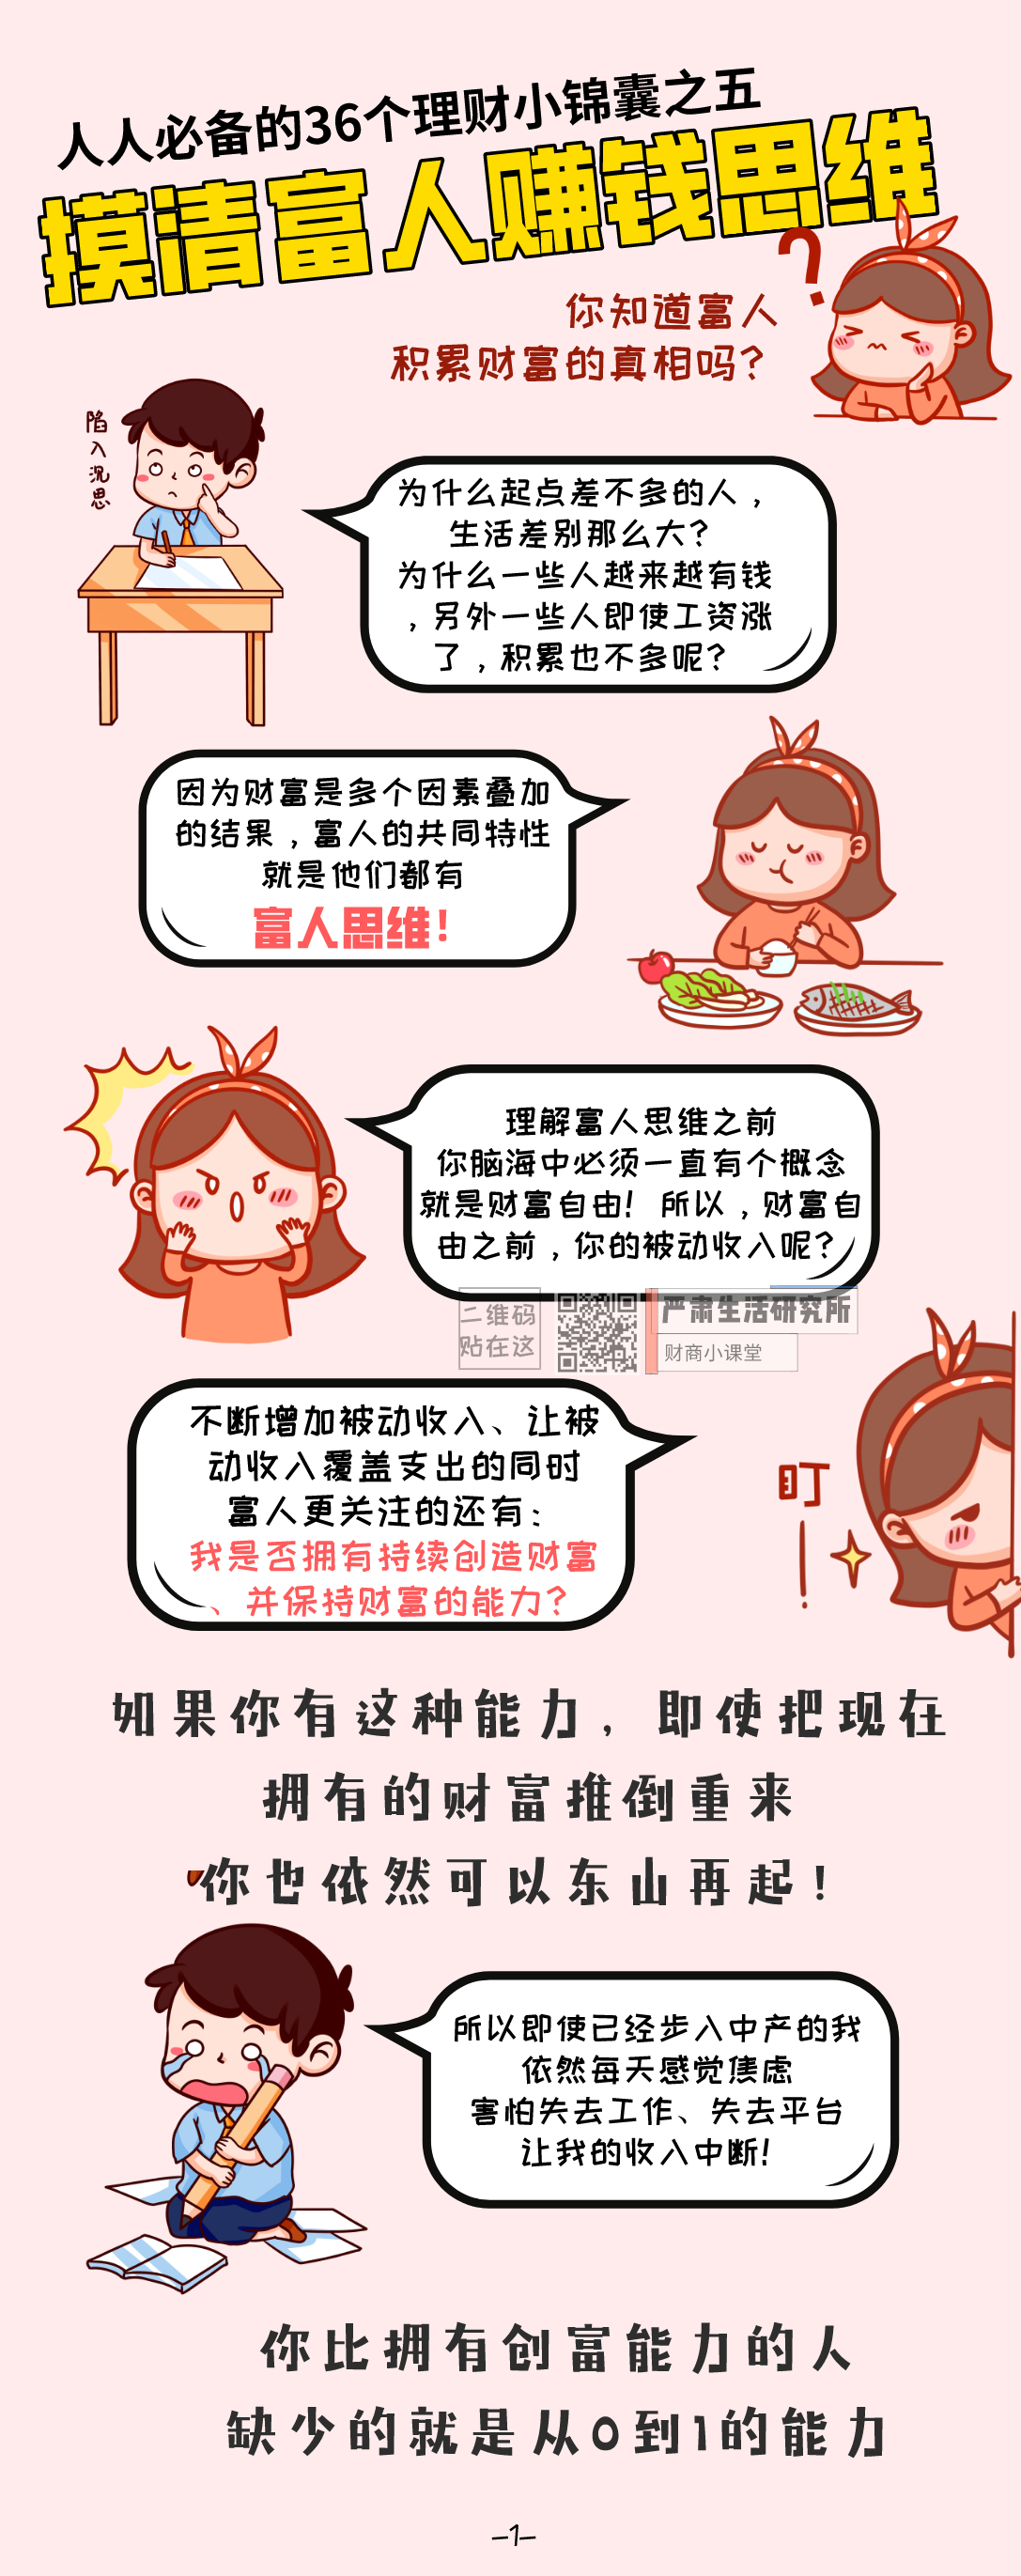 人人必备的36个理财小锦囊之五
摸清富人赚钱思维
?
你知道富人
积累财富的真相吗?
陷入沉思
为什么起点差不多的人，
生活差别那么大?
为什么一些人越来越有钱
，另外一些人即使工资涨
了，积累也不多呢?
因为财富是多个因素叠加
的结果，富人的共同特性
就是他们都有
富人思维!
理解富人思维之前
你脑海中必须一直有个概念
就是财富自由! 所以，财富自
由之前，你的被动收入呢?
二维码
贴在这
严肃生活研究所
财商小课堂
不断增加被动收入、让被
动收入覆盖支出的同时
富人更关注的还有:
我是否拥有持续创造财富
、并保持财富的能力?
盯
如果你有这种能力，即使把现在
拥有的财富推倒重来
你也依然可以东山再起!
所以即使已经步入中产的我
依然每天感觉焦虑
害怕失去工作、失去平台
让我的收入中断!
你比拥有创富能力的人
缺少的就是从0到1的能力
-1-